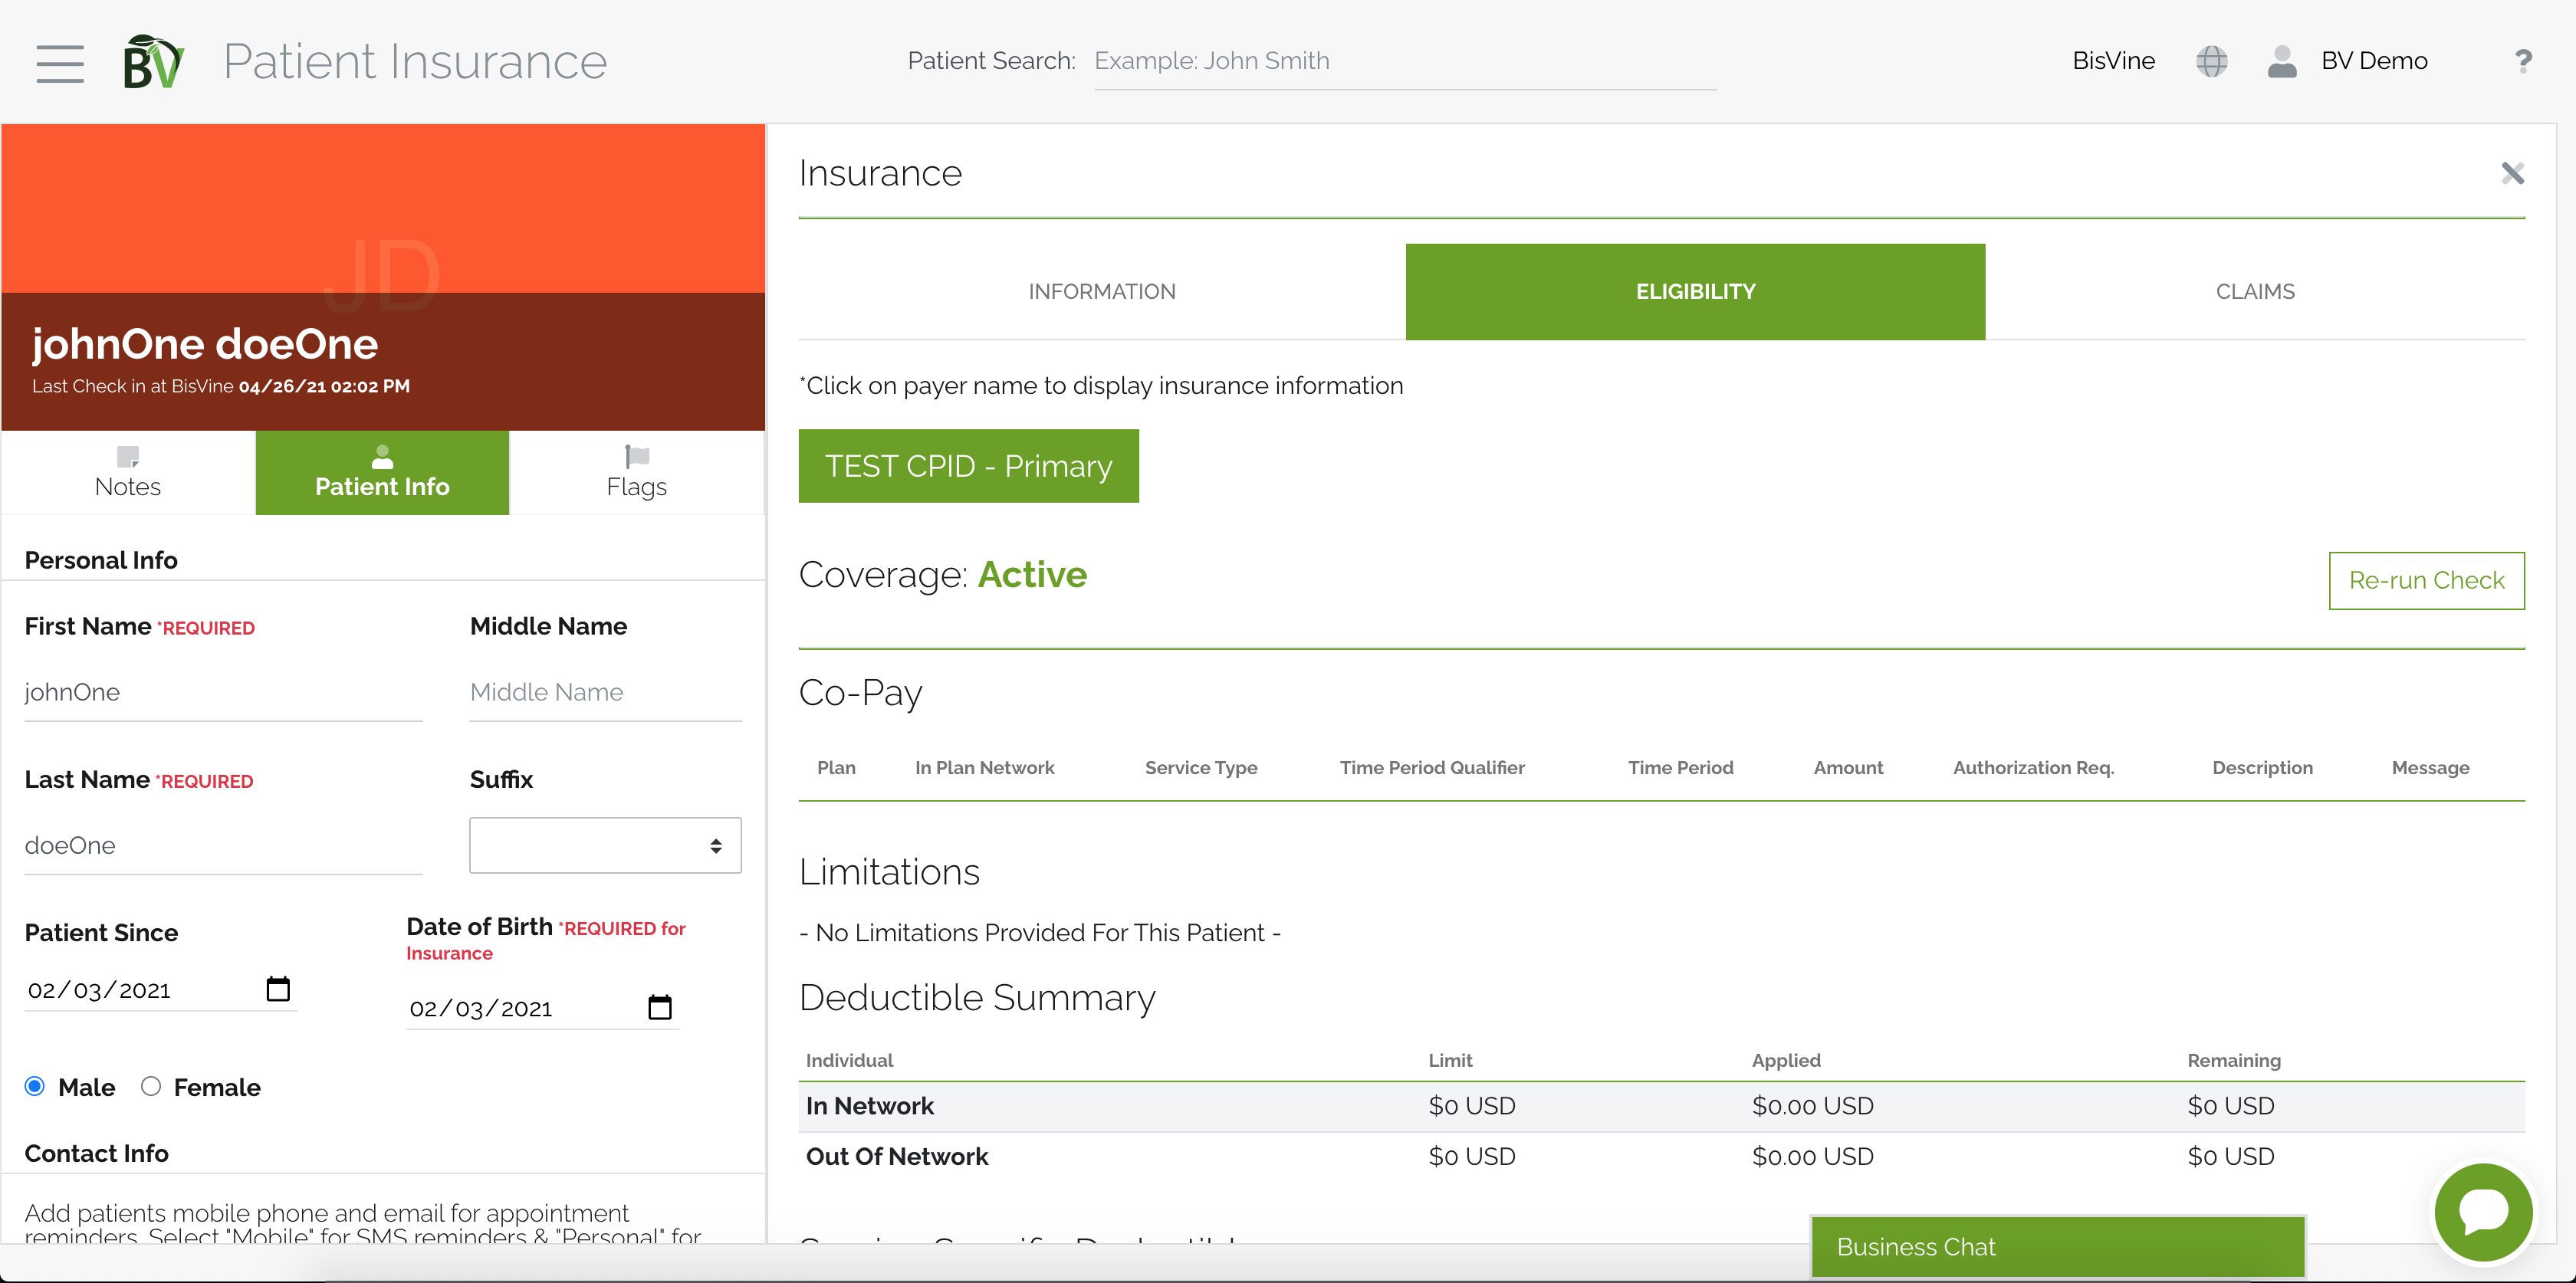 BV Patient Insurance
Patient Search: Example: John Smith
BisVine
BV Demo
?
JD
johnOne doeOne
Last Check in at BisVine 04/26/21 02:02 PM
Notes
Patient Info
Flags
Personal Info
First Name *REQUIRED
Middle Name
johnOne
Middle Name
Last Name *REQUIRED
Suffix
doeOne
Patient Since
Date of Birth *REQUIRED for
Insurance
02/03/2021
02/03/2021
Male
Female
Contact Info
Add patients mobile phone and email for appointment
reminders. Select "Mobile" for SMS reminders & "Personal" for
Insurance
INFORMATION
ELIGIBILITY
CLAIMS
*Click on payer name to display insurance information
TEST CPID - Primary
Coverage: Active
Re-run Check
Co-Pay
Plan In Plan Network Service Type Time Period Qualifier Time Period Amount Authorization Req. Description Message
Limitations
- No Limitations Provided For This Patient -
Deductible Summary
Individual Limit Applied Remaining
In Network $0 USD $0.00 USD $0 USD
Out Of Network $0 USD $0.00 USD $0 USD
Business Chat